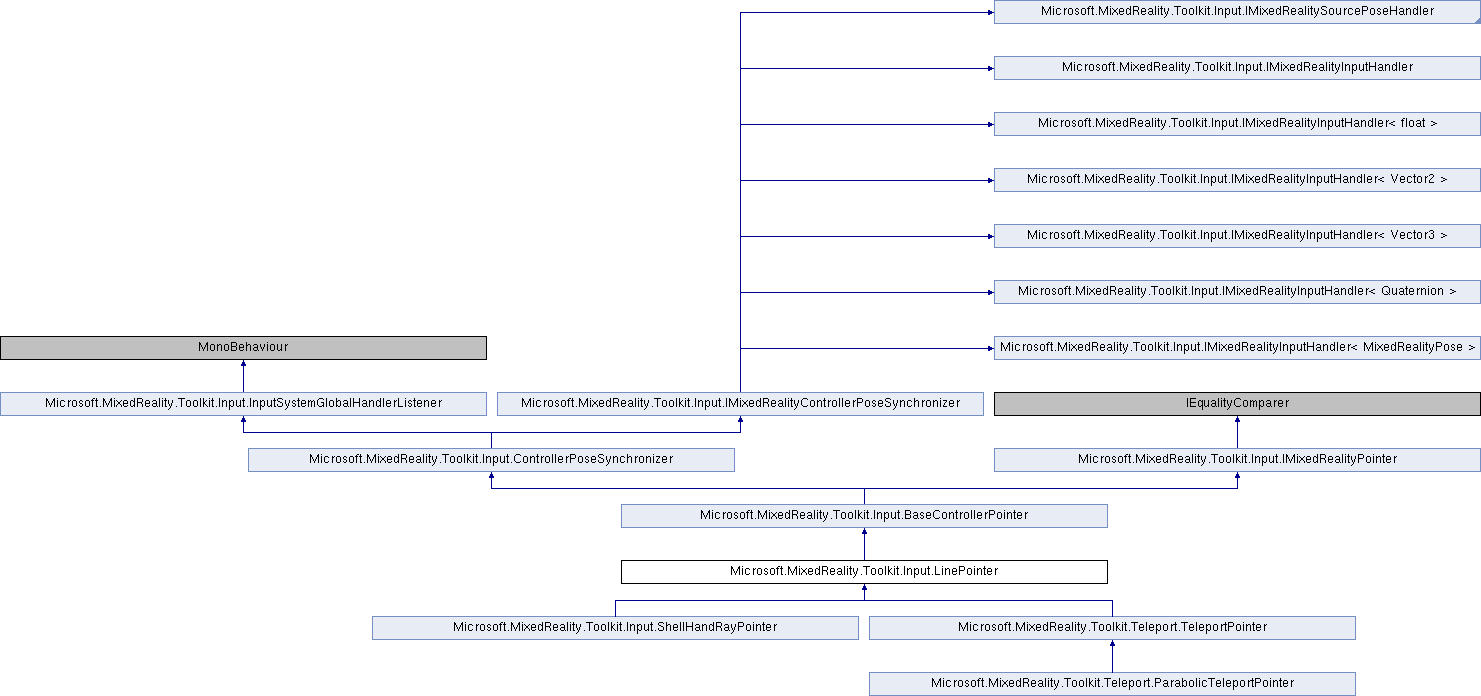 Microsoft.MixedReality.Toolkit.Input.IMixedRealitySourcePoseHandler
Microsoft.MixedReality.Toolkit.Input.IMixedRealityInputHandler
Microsoft.MixedReality.Toolkit.Input.IMixedRealityInputHandler< float >
Microsoft.MixedReality.Toolkit.Input.IMixedRealityInputHandler< Vector2 >
Microsoft.MixedReality.Toolkit.Input.IMixedRealityInputHandler< Vector3 >
Microsoft.MixedReality.Toolkit.Input.IMixedRealityInputHandler< Quaternion >
MonoBehaviour
Microsoft.MixedReality.Toolkit.Input.IMixedRealityInputHandler< MixedRealityPose >
Microsoft.MixedReality.Toolkit.Input.InputSystemGlobalHandlerListener
Microsoft.MixedReality.Toolkit.Input.IMixedRealityControllerPoseSynchronizer
IEqualityComparer
Microsoft.MixedReality.Toolkit.Input.ControllerPoseSynchronizer
Microsoft.MixedReality.Toolkit.Input.IMixedRealityPointer
Microsoft.MixedReality.Toolkit.Input.BaseControllerPointer
Microsoft.MixedReality.Toolkit.Input.LinePointer
Microsoft.MixedReality.Toolkit.Input.ShellHandRayPointer
Microsoft.MixedReality.Toolkit.Teleport.TeleportPointer
Microsoft.MixedReality.Toolkit.Teleport.ParabolicTeleportPointer